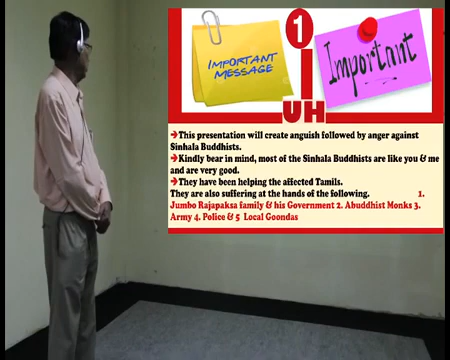 IMPORTANT
MESSAGE
1
Important
UH
➔This presentation will create anguish followed by anger against
Sinhala Buddhists.
➔Kindly bear in mind, most of the Sinhala Buddhists are like you & me
and are very good.
➔They have been helping the affected Tamils.
They are also suffering at the hands of the following. 1.
Jumbo Rajapaksa family & his Government 2. Abuddhist Monks 3.
Army 4. Police & 5 Local Goondas